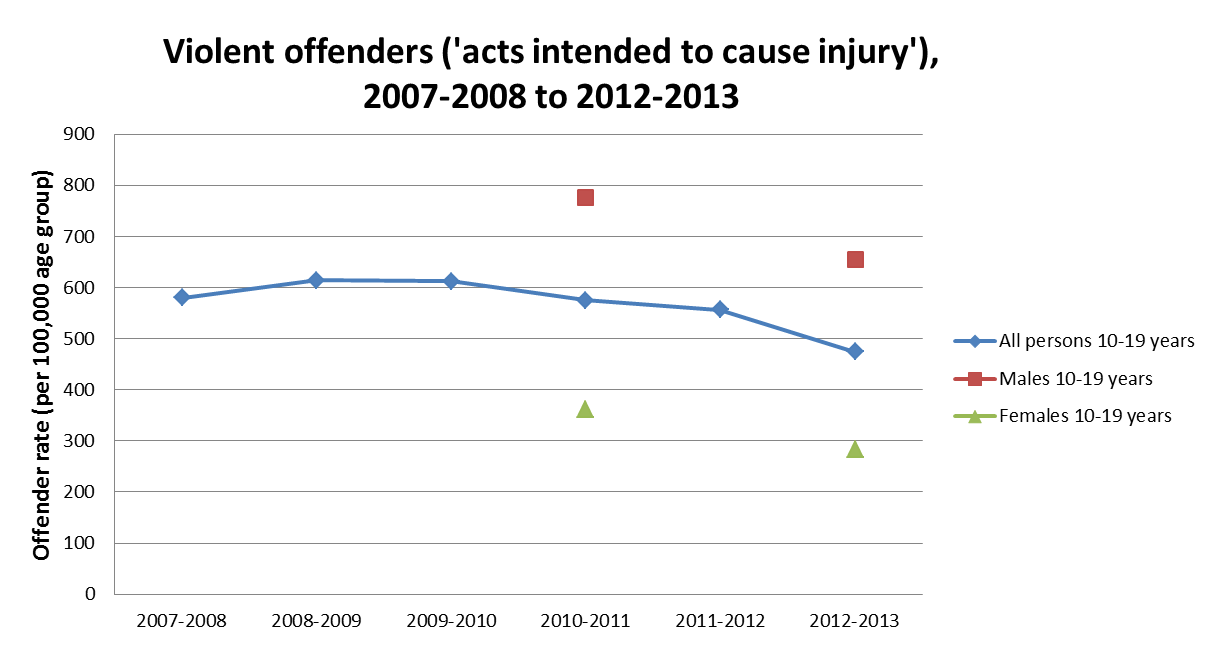 Violent offenders ('acts intended to cause injury'),
2007-2008 to 2012-2013
Offender rate (per 100,000 age group)
900
800
700
600
500
400
300
200
100
0
2007-2008 2008-2009 2009-2010 2010-2011 2011-2012 2012-2013
All persons 10-19 years
Males 10-19 years
Females 10-19 years